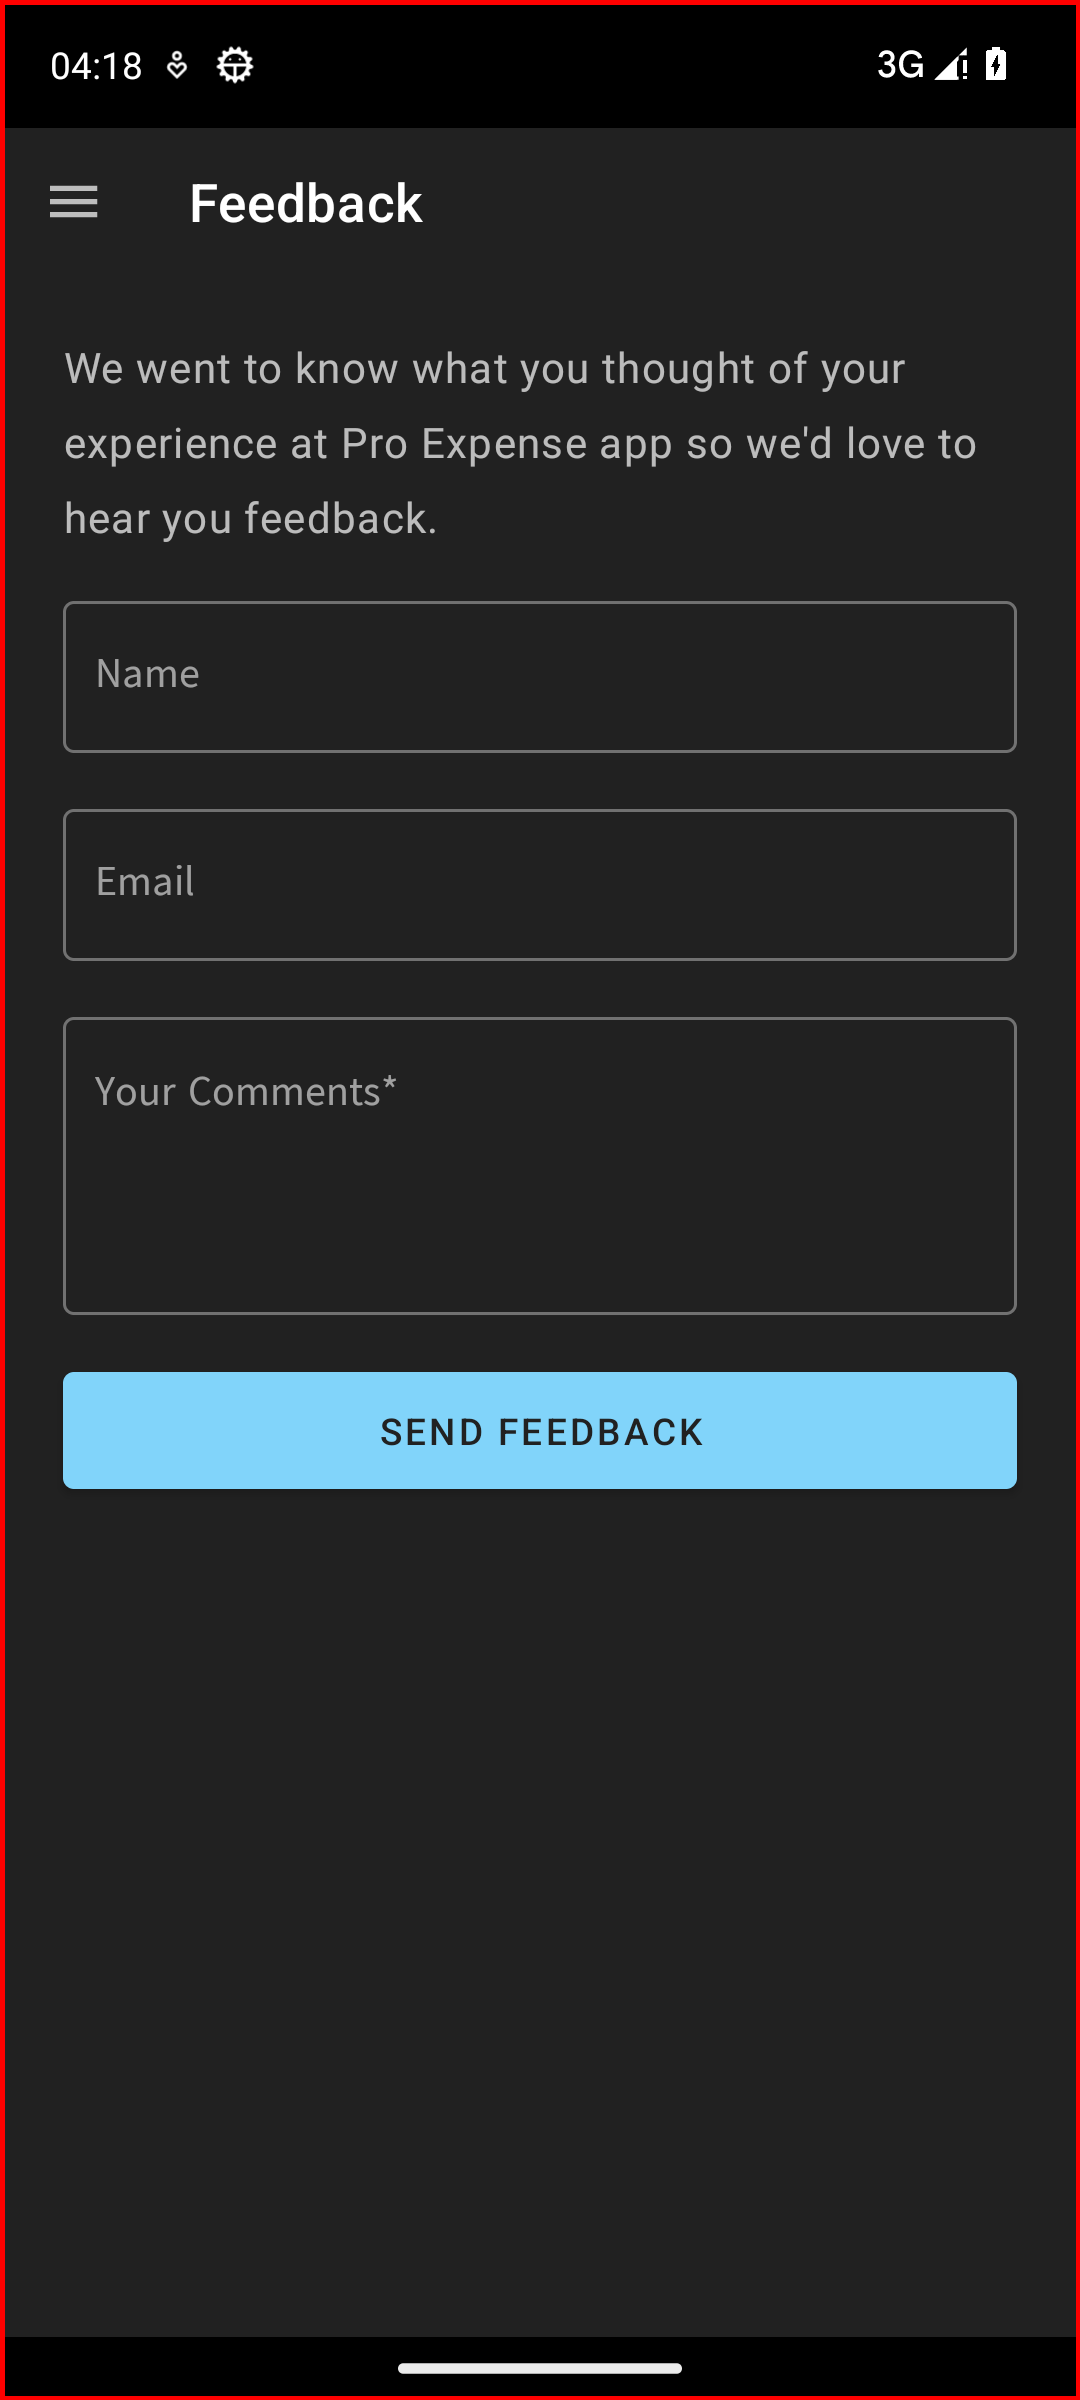 04:18
3G
Feedback
We went to know what you thought of your
experience at Pro Expense app so we'd love to
hear you feedback.
Name
Email
Your Comments*
SEND FEEDBACK